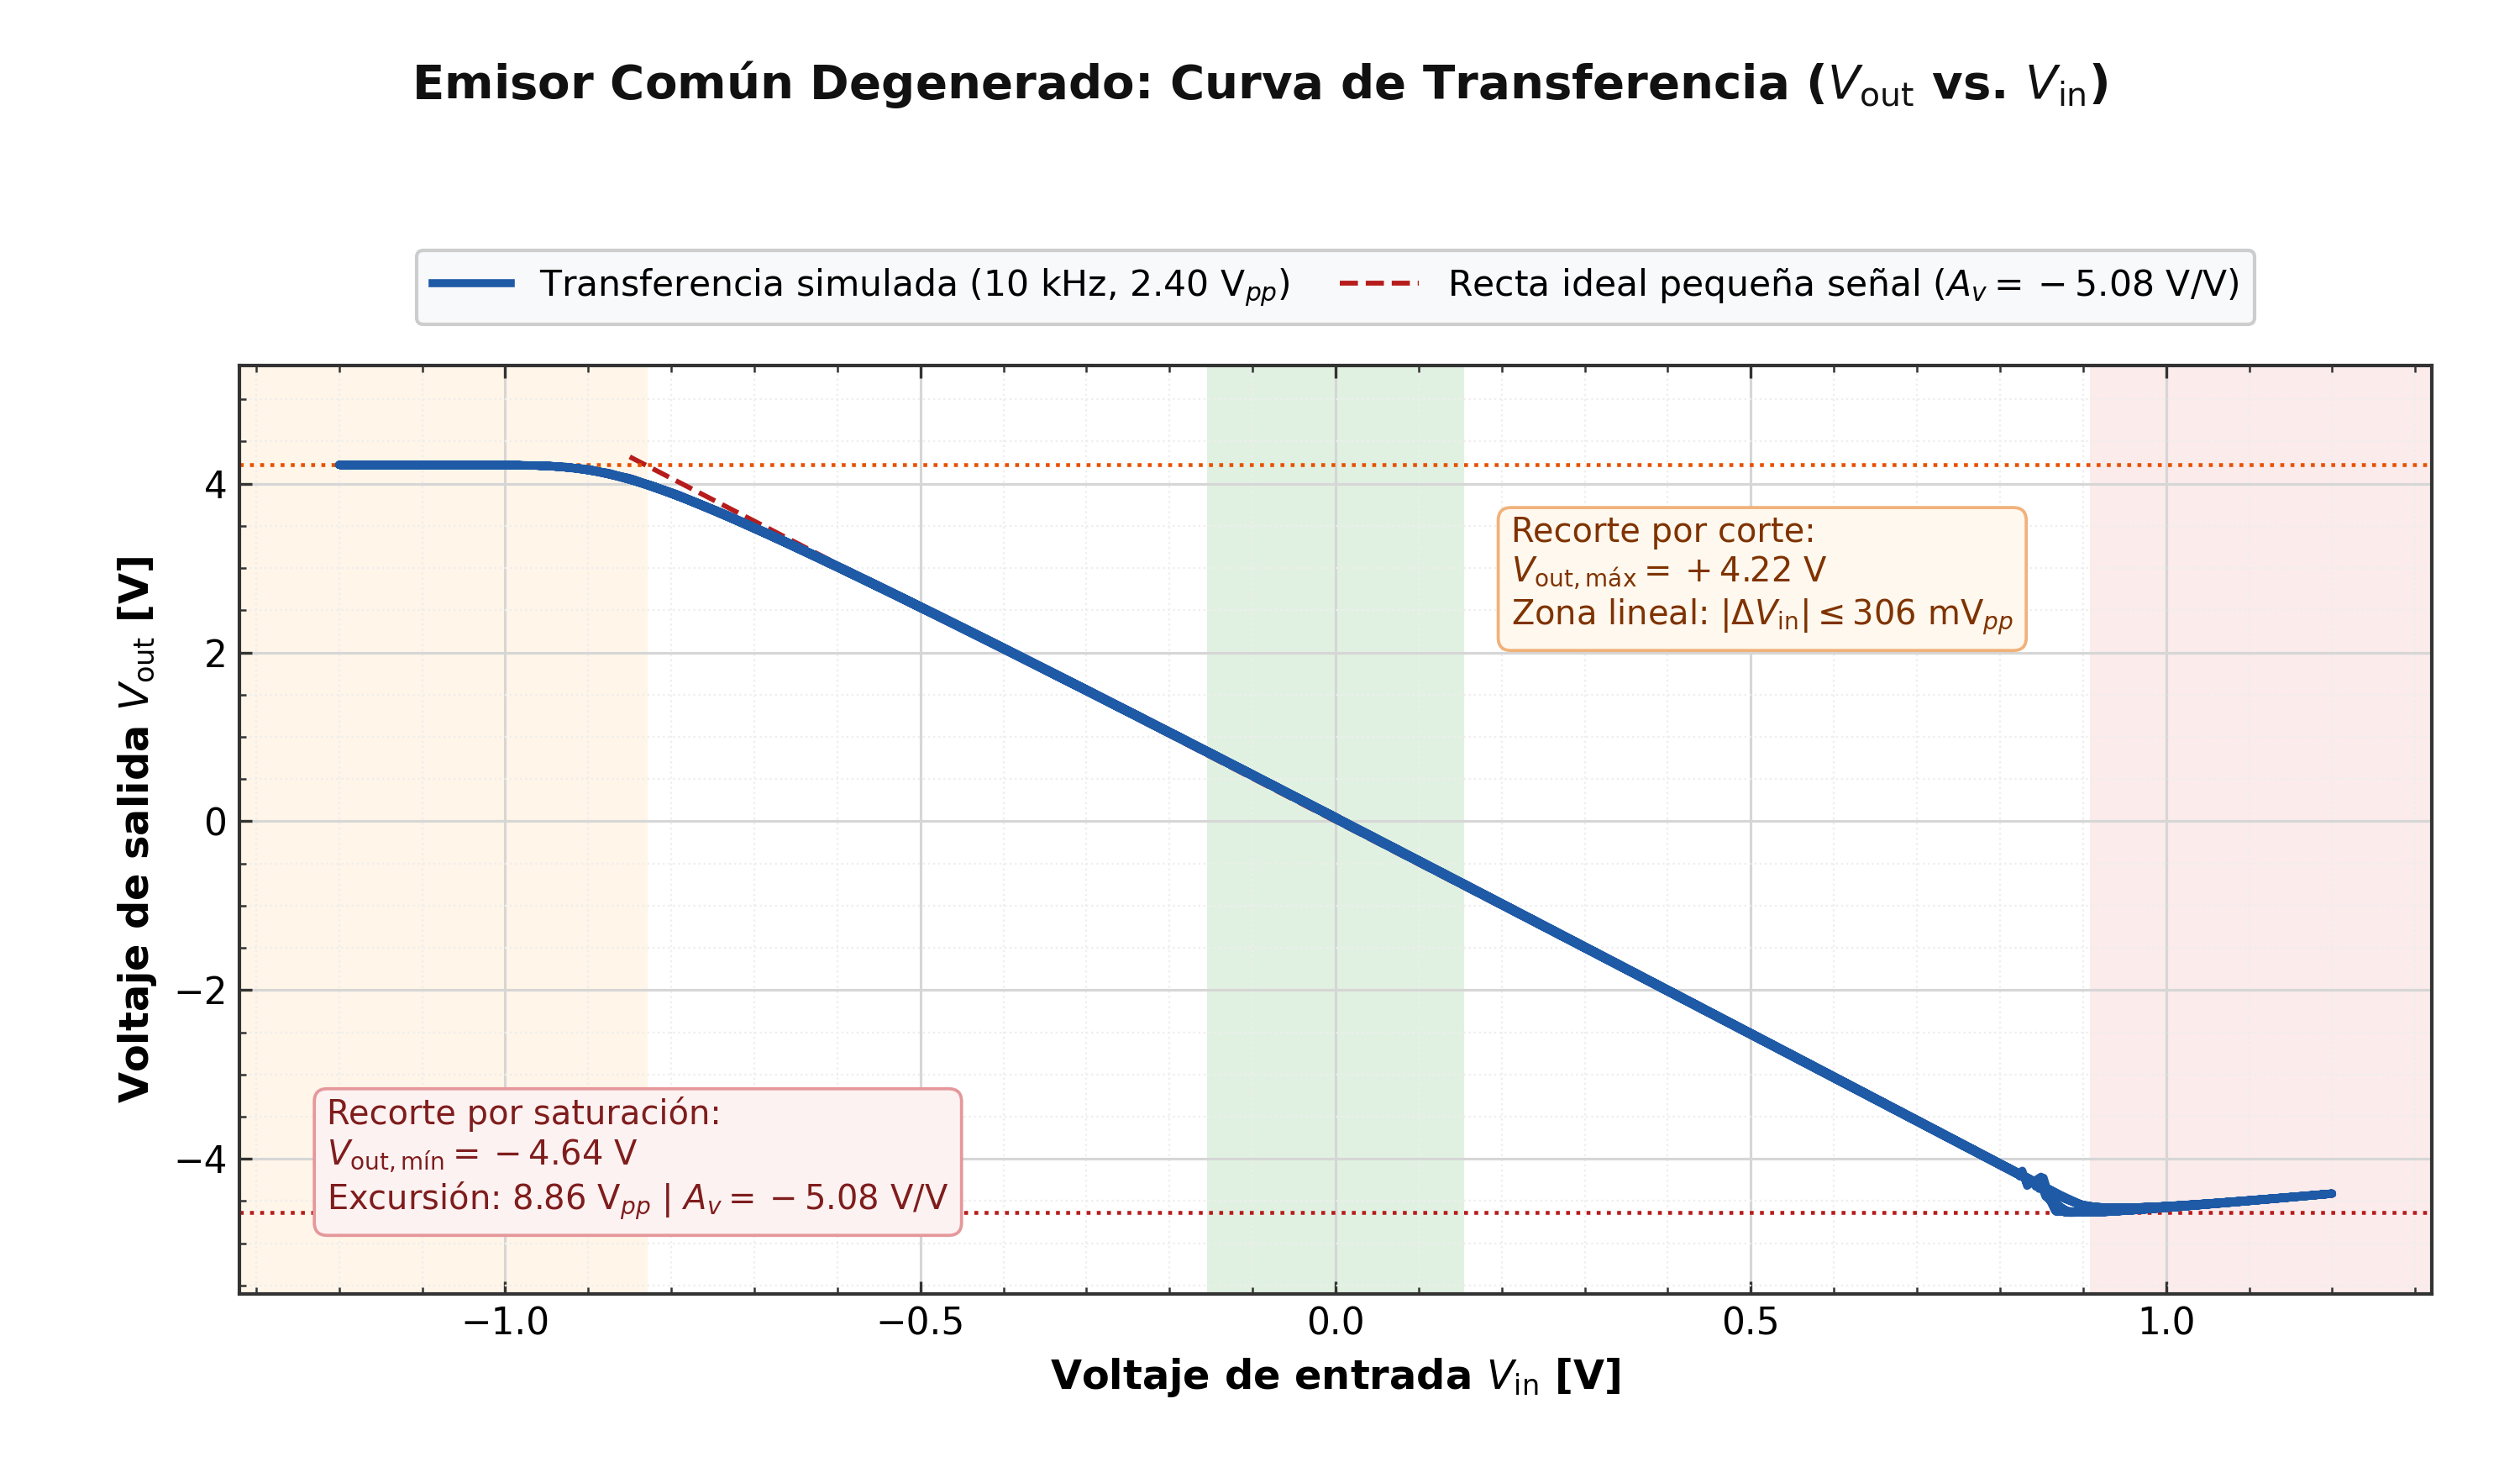 Emisor Común Degenerado: Curva de Transferencia (V_out vs. V_in)
Transferencia simulada (10 kHz, 2.40 V_pp)
Recta ideal pequeña señal (A_v = −5.08 V/V)
Voltaje de salida V_out [V]
4
2
0
−2
−4
Recorte por corte:
V_out, máx = +4.22 V
Zona lineal: |ΔV_in| ≤ 306 mV_pp
Recorte por saturación:
V_out, mín = −4.64 V
Excursión: 8.86 V_pp | A_v = −5.08 V/V
−1.0
−0.5
0.0
0.5
1.0
Voltaje de entrada V_in [V]